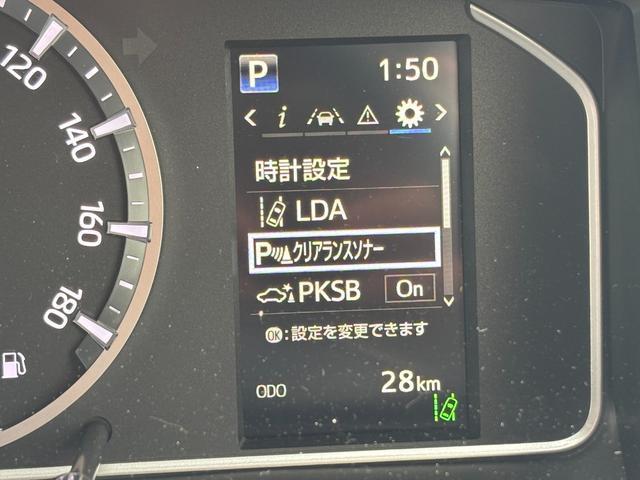 120
140
160
180
P
1:50
時計設定
LDA
P クリアランスソナー
PKSB On
OK:設定を変更できます
ODO 28km